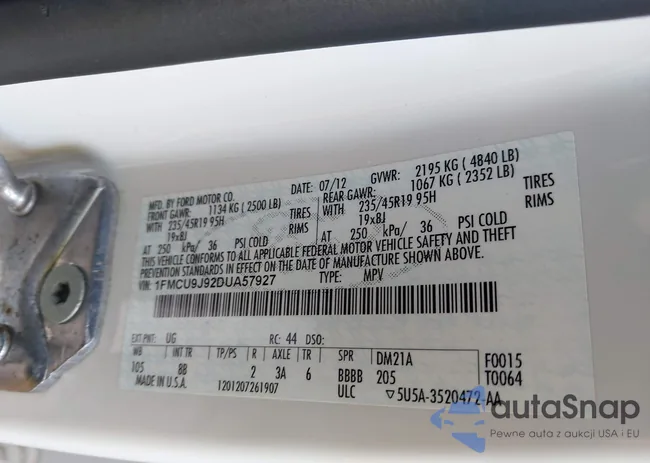 MFD. BY FORD MOTOR CO.
DATE: 07/12 GVWR: 2195 KG ( 4840 LB)
FRONT GAWR: 1134 KG ( 2500 LB) REAR GAWR: 1067 KG ( 2352 LB)
WITH 235/45R19 95H TIRES WITH 235/45R19 95H TIRES
19x8J RIMS 19x8J RIMS
AT 250 kPa/ 36 PSI COLD AT 250 kPa/ 36 PSI COLD
THIS VEHICLE CONFORMS TO ALL APPLICABLE FEDERAL MOTOR VEHICLE SAFETY AND THEFT
PREVENTION STANDARDS IN EFFECT ON THE DATE OF MANUFACTURE SHOWN ABOVE.
VIN: 1FMCU9J92DUA57927 TYPE: MPV
EXT PNT: UG RC: 44 DSO:
WB INT TR TP/PS R AXLE TR SPR DM21A F0015
105 8B 2 3A 6 BBBB 205 T0064
MADE IN U.S.A. 1201207261907 ULC ▽5U5A-3520472-AA
autaSnap
Pewne auta z aukcji USA i EU